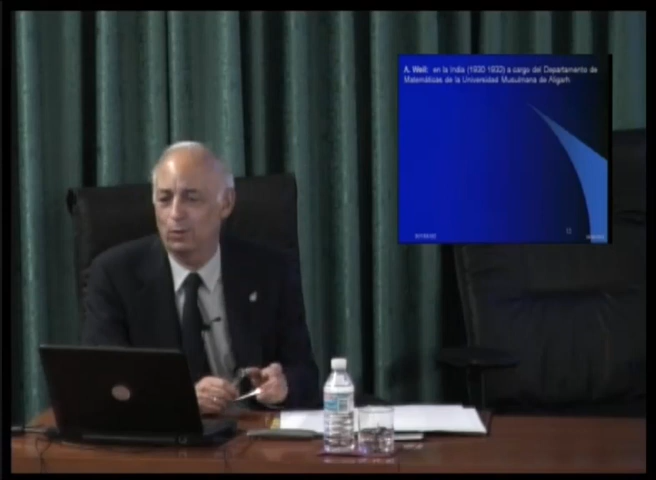 A. Weil: en la India (1930-1932) a cargo del Departamento de
Matemáticas de la Universidad Musulmana de Aligarh